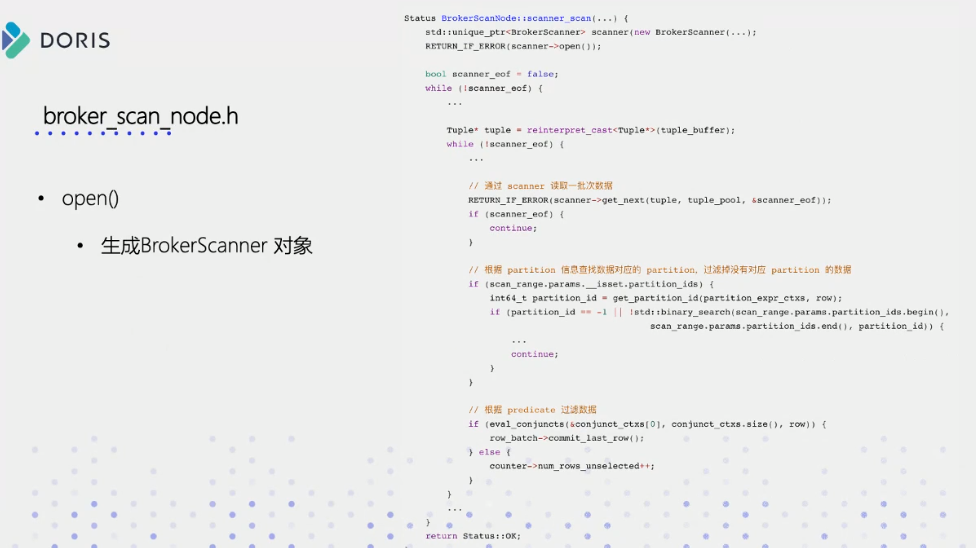 DORIS
broker_scan_node.h
• open()
• 生成BrokerScanner 对象
Status BrokerScanNode::scanner_scan(...) {
std::unique_ptr<BrokerScanner> scanner(new BrokerScanner(...);
RETURN_IF_ERROR(scanner->open());
bool scanner_eof = false;
while (!scanner_eof) {
...
Tuple* tuple = reinterpret_cast<Tuple*>(tuple_buffer);
while (!scanner_eof) {
...
// 通过 scanner 读取一批次数据
RETURN_IF_ERROR(scanner->get_next(tuple, tuple_pool, &scanner_eof));
if (scanner_eof) {
continue;
}
// 根据 partition 信息查找数据对应的 partition, 过滤掉没有对应 partition 的数据
if (scan_range.params.__isset.partition_ids) {
int64_t partition_id = get_partition_id(partition_expr_ctxs, row);
if (partition_id == -1 || !std::binary_search(scan_range.params.partition_ids.begin(),
scan_range.params.partition_ids.end(), partition_id)) {
...
continue;
}
}
// 根据 predicate 过滤数据
if (eval_conjuncts(&conjunct_ctxs[0], conjunct_ctxs.size(), row)) {
row_batch->commit_last_row();
} else {
counter->num_rows_unselected++;
}
}
...
}
return Status::OK;